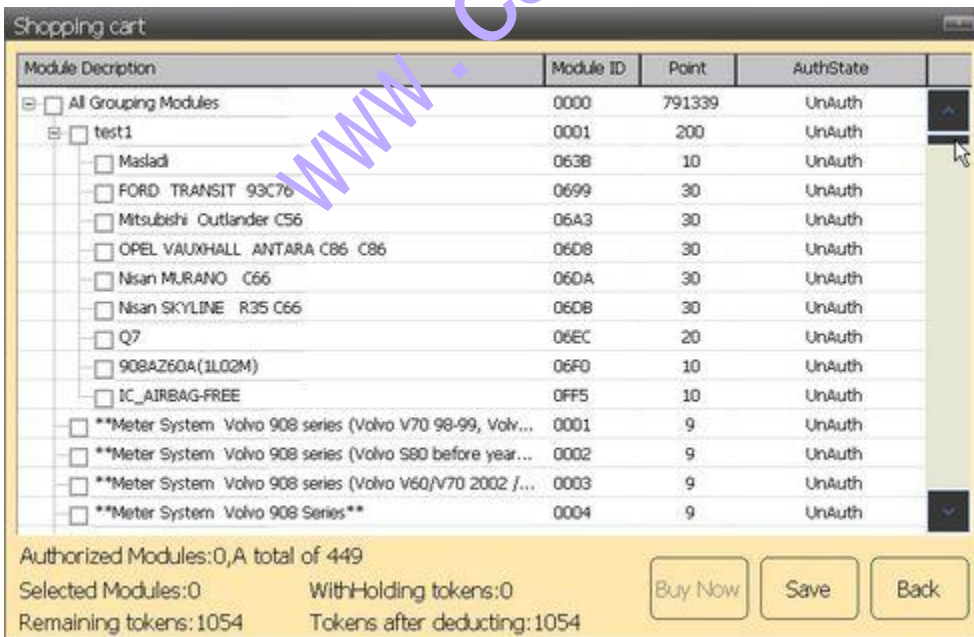 Shopping cart
Module Decription Module ID Point AuthState
All Grouping Modules 0000 791339 UnAuth
test1 0001 200 UnAuth
Masladi 063B 10 UnAuth
FORD TRANSIT 93C76 0699 30 UnAuth
Mitsubishi Outlander C56 06A3 30 UnAuth
OPEL VAUXHALL ANTARA C86 C86 06D8 30 UnAuth
Nisan MURANO C66 06DA 30 UnAuth
Nisan SKYLINE R35 C66 06DB 30 UnAuth
Q7 06EC 20 UnAuth
908AZ60A(1L02M) 06F0 10 UnAuth
IC_AIRBAG-FREE 0FF5 10 UnAuth
**Meter System Volvo 908 series (Volvo V70 98-99, Volv... 0001 9 UnAuth
**Meter System Volvo 908 series (Volvo S80 before year... 0002 9 UnAuth
**Meter System Volvo 908 series (Volvo V60/V70 2002 /... 0003 9 UnAuth
**Meter System Volvo 908 Series** 0004 9 UnAuth
Authorized Modules:0,A total of 449
Selected Modules:0 WithHolding tokens:0 Buy Now Save Back
Remaining tokens:1054 Tokens after deducting:1054
www.